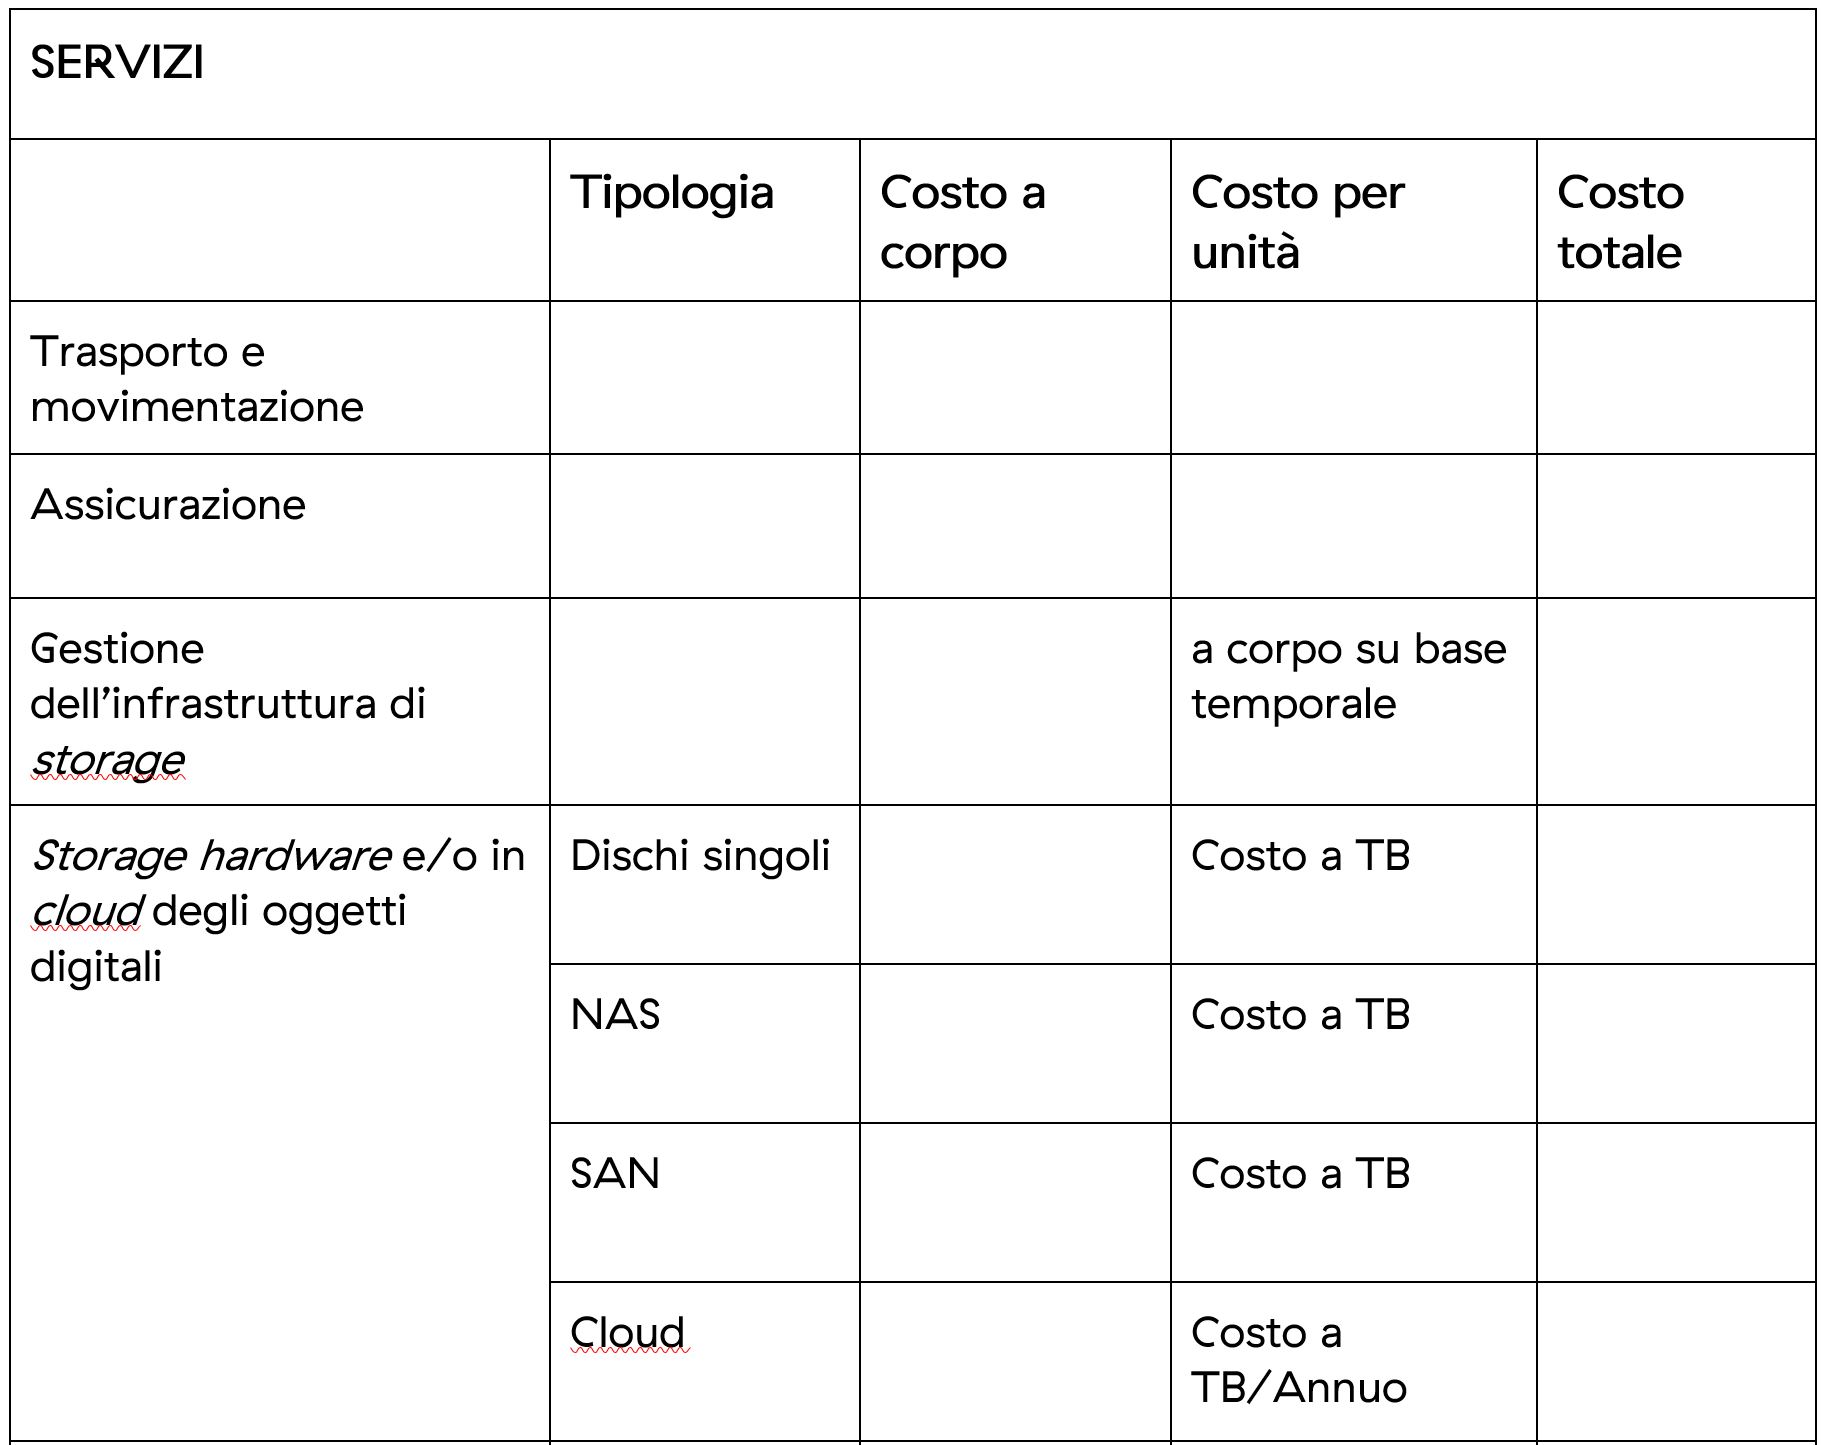 SERVIZI
Tipologia
Costo a
corpo
Costo per
unità
Costo
totale
Trasporto e
movimentazione
Assicurazione
Gestione
dell’infrastruttura di
storage
a corpo su base
temporale
Storage hardware e/o in
cloud degli oggetti
digitali
Dischi singoli
Costo a TB
NAS
Costo a TB
SAN
Costo a TB
Cloud
Costo a
TB/Annuo